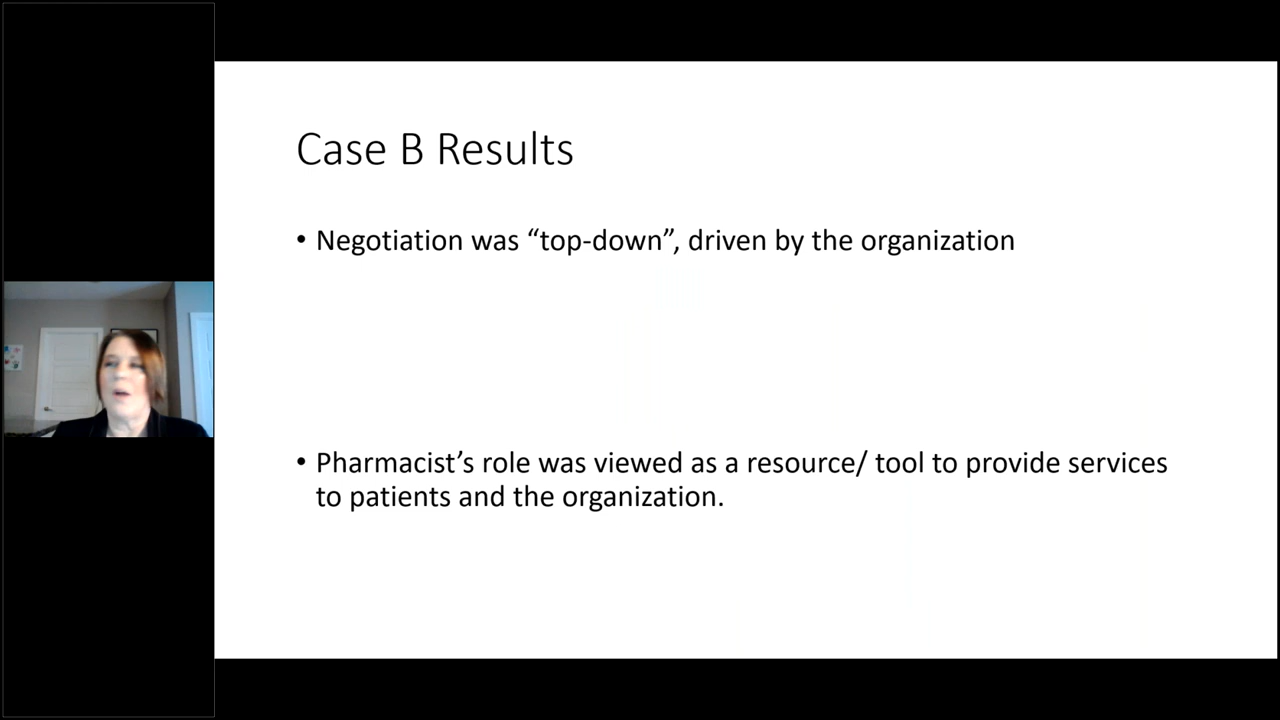 Case B Results
• Negotiation was “top-down”, driven by the organization
• Pharmacist’s role was viewed as a resource/ tool to provide services
to patients and the organization.